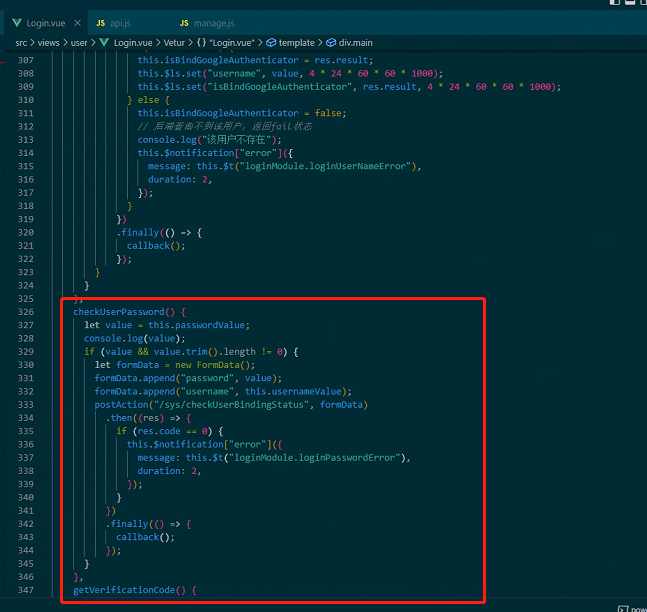 Login.vue × JS api.js JS manage.js
src > views > user > Login.vue > Vetur > {} "Login.vue" > template > div.main
307 this.isBindGoogleAuthenticator = res.result;
308 this.$ls.set("username", value, 4 * 24 * 60 * 60 * 1000);
309 this.$ls.set("isBindGoogleAuthenticator", res.result, 4 * 24 * 60 * 60 * 1000);
310 } else {
311 this.isBindGoogleAuthenticator = false;
312 // 后端查询不到该用户，返回fail状态
313 console.log("该用户不存在");
314 this.$notification["error"]({
315 message: this.$t("loginModule.loginUserNameError"),
316 duration: 2,
317 });
318 }
319 })
320 .finally(() => {
321 callback();
322 });
323 }
324 }
325 },
326 checkUserPassword() {
327 let value = this.passwordValue;
328 console.log(value);
329 if (value && value.trim().length != 0) {
330 let formData = new FormData();
331 formData.append("password", value);
332 formData.append("username", this.usernameValue);
333 postAction("/sys/checkUserBindingStatus", formData)
334 .then((res) => {
335 if (res.code == 0) {
336 this.$notification["error"]({
337 message: this.$t("loginModule.loginPasswordError"),
338 duration: 2,
339 });
340 }
341 })
342 .finally(() => {
343 callback();
344 });
345 }
346 },
347 getVerificationCode() {